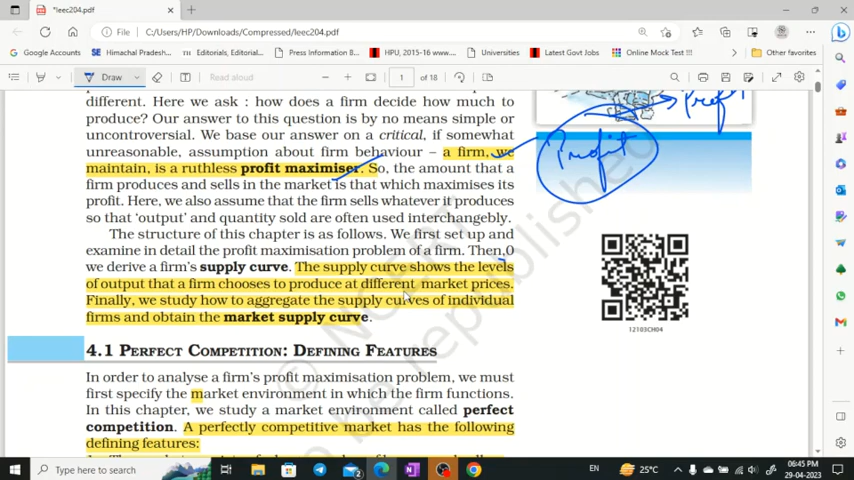 *leec204.pdf
File
C:/Users/HP/Downloads/Compressed/leec204.pdf
Google Accounts
Himachal Pradesh...
Editorials, Editorial...
Press Information B...
HPU, 2015-16 www....
Universities
Latest Govt Jobs
Online Mock Test !!!
Other favorites
Draw
Read aloud
1
of 18
different. Here we ask : how does a firm decide how much to
produce? Our answer to this question is by no means simple or
uncontroversial. We base our answer on a critical, if somewhat
unreasonable, assumption about firm behaviour – a firm, we
maintain, is a ruthless profit maximiser. So, the amount that a
firm produces and sells in the market is that which maximises its
profit. Here, we also assume that the firm sells whatever it produces
so that 'output' and quantity sold are often used interchangebly.
The structure of this chapter is as follows. We first set up and
examine in detail the profit maximisation problem of a firm. Then,0
we derive a firm's supply curve. The supply curve shows the levels
of output that a firm chooses to produce at different market prices.
Finally, we study how to aggregate the supply curves of individual
firms and obtain the market supply curve.
Profit
Profit
12103CH04
4.1 PERFECT COMPETITION: DEFINING FEATURES
In order to analyse a firm's profit maximisation problem, we must
first specify the market environment in which the firm functions.
In this chapter, we study a market environment called perfect
competition. A perfectly competitive market has the following
defining features:
Type here to search
EN
25°C
06:45 PM
29-04-2023